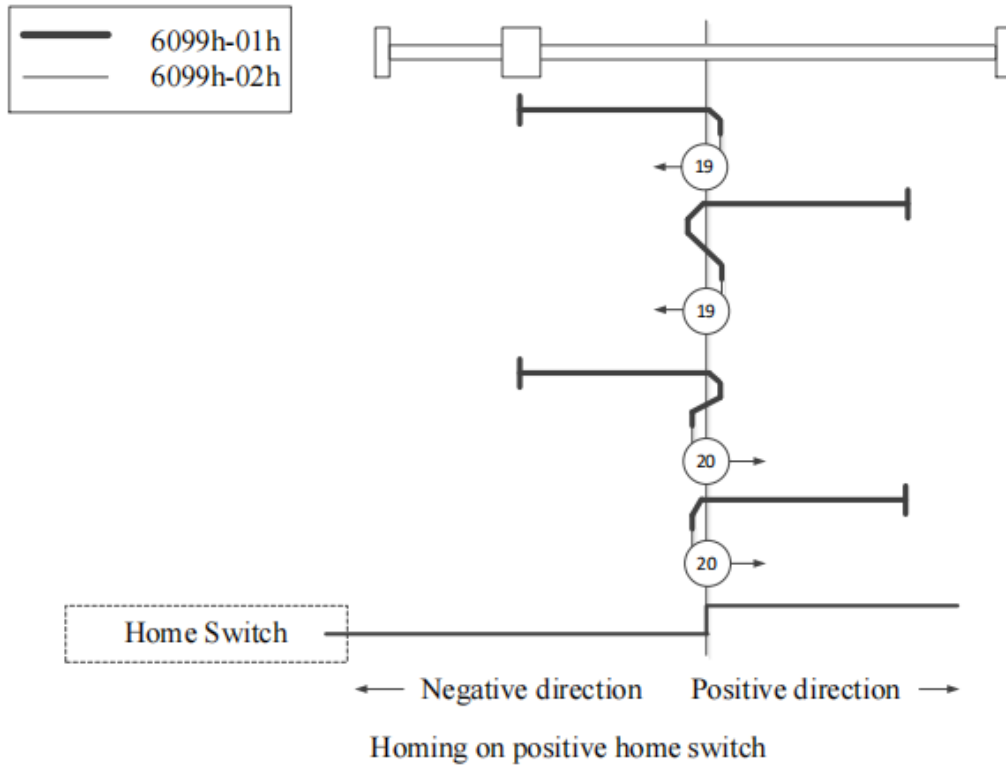 6099h-01h
6099h-02h
19
19
20
20
Home Switch
Negative direction
Positive direction
Homing on positive home switch